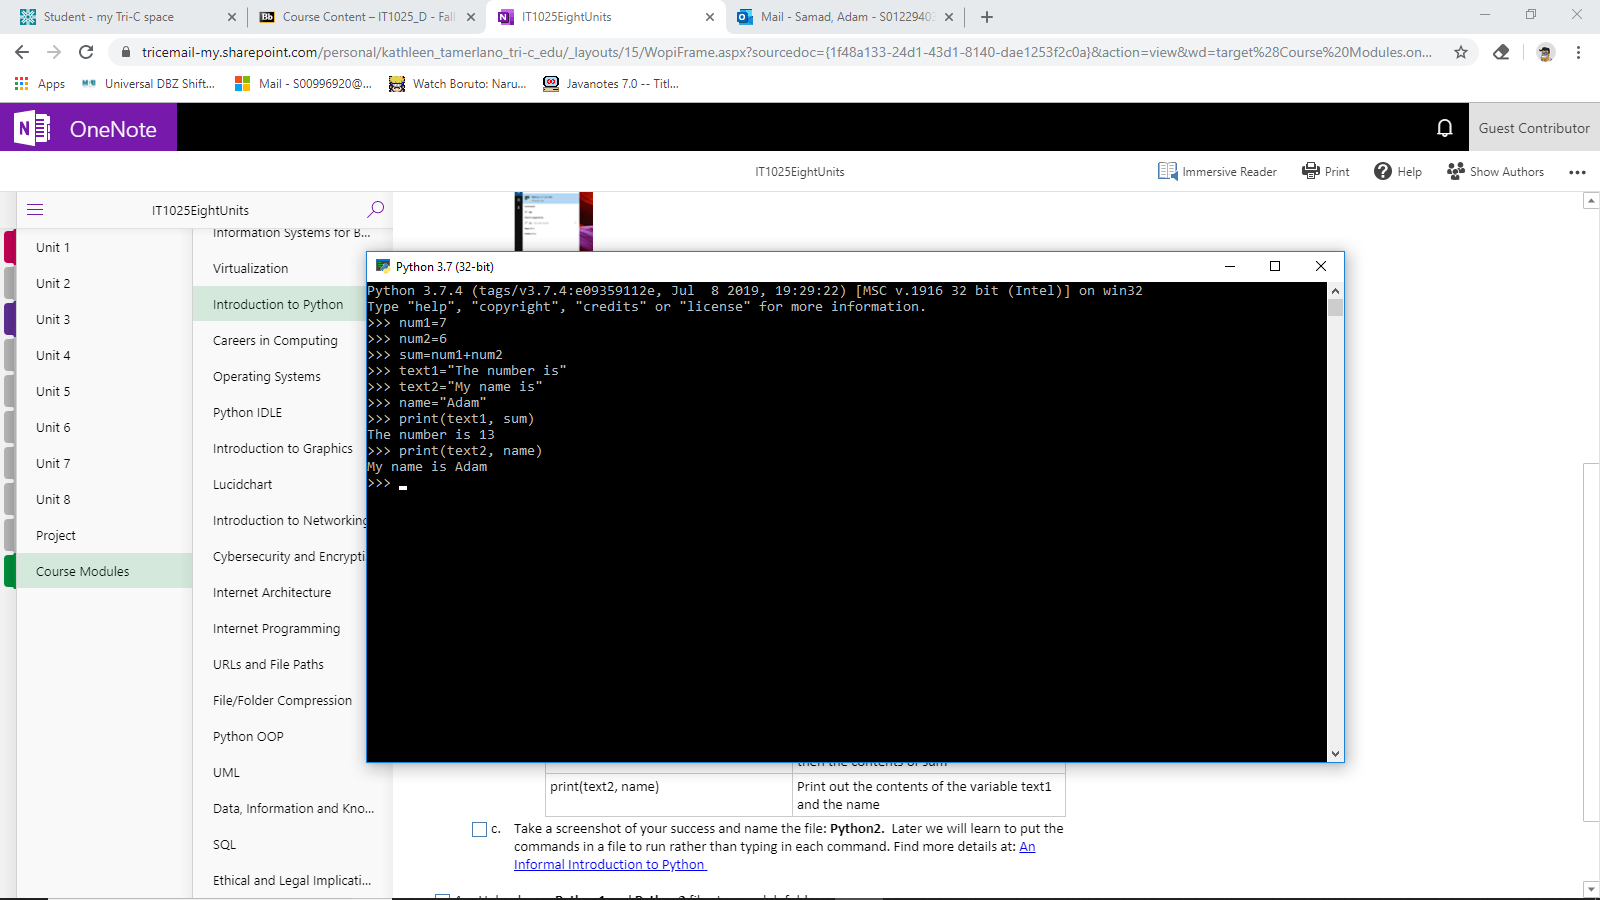 Student - my Tri-C space
Course Content – IT1025_D - Fall
IT1025EightUnits
Mail - Samad, Adam - S0122940
tricemail-my.sharepoint.com/personal/kathleen_tamerlano_tri-c_edu/_layouts/15/WopiFrame.aspx?sourcedoc={1f48a133-24d1-43d1-8140-dae1253f2c0a}&action=view&wd=target%28Course%20Modules.on...
Apps
Universal DBZ Shift...
Mail - S00996920@...
Watch Boruto: Naru...
Javanotes 7.0 -- Titl...
OneNote
Guest Contributor
IT1025EightUnits
Immersive Reader
Print
Help
Show Authors
IT1025EightUnits
Unit 1
Unit 2
Unit 3
Unit 4
Unit 5
Unit 6
Unit 7
Unit 8
Project
Course Modules
Information Systems for B...
Virtualization
Introduction to Python
Careers in Computing
Operating Systems
Python IDLE
Introduction to Graphics
Lucidchart
Introduction to Networking
Cybersecurity and Encrypti
Internet Architecture
Internet Programming
URLs and File Paths
File/Folder Compression
Python OOP
UML
Data, Information and Kno...
SQL
Ethical and Legal Implicati...
Python 3.7 (32-bit)
Python 3.7.4 (tags/v3.7.4:e09359112e, Jul  8 2019, 19:29:22) [MSC v.1916 32 bit (Intel)] on win32
Type "help", "copyright", "credits" or "license" for more information.
>>> num1=7
>>> num2=6
>>> sum=num1+num2
>>> text1="The number is"
>>> text2="My name is"
>>> name="Adam"
>>> print(text1, sum)
The number is 13
>>> print(text2, name)
My name is Adam
>>>
then the contents of sum
print(text2, name)
Print out the contents of the variable text1
and the name
c. Take a screenshot of your success and name the file: Python2. Later we will learn to put the
commands in a file to run rather than typing in each command. Find more details at: An
Informal Introduction to Python